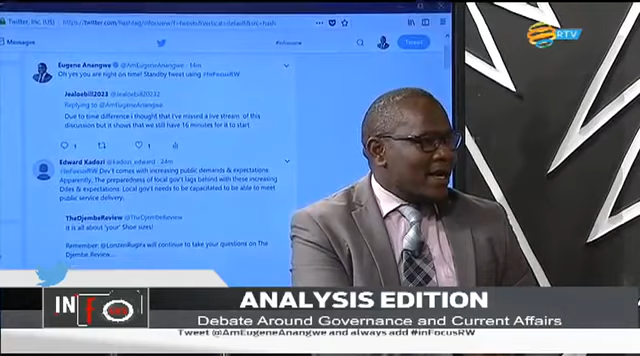 Twitter, Inc. (US)
RTV
Messages
#infocusrw
Tweet
Eugene Anangwe @AmEugeneAnangwe · 14m
Oh yes you are right on time! Standby tweet using #InFocusRW
Jealoebill2023 @jealoebill20232
Replying to @AmEugeneAnangwe
Due to time difference i thought that I've missed a live stream of this
discussion but it shows that we still have 16 minutes for it to start
1
1
Edward Kadozi @kadozi_edward · 24m
#InFocusRW Dev't comes with increasing public demands & expectations
Apparently, The preparedness of local gov't lags behind with these increasing
D'des & expectations. Local gov't needs to be capacitated to be able to meet
public service delivery.
TheDjembeReview @TheDjembeReview
It is all about 'your' Shoe sizes!
Remember: @LonzenRugira will continue to take your questions on The
Djembe Review...
IN FO
ANALYSIS EDITION
Debate Around Governance and Current Affairs
Tweet @AmEugeneAnangwe and always add #InFocusRW